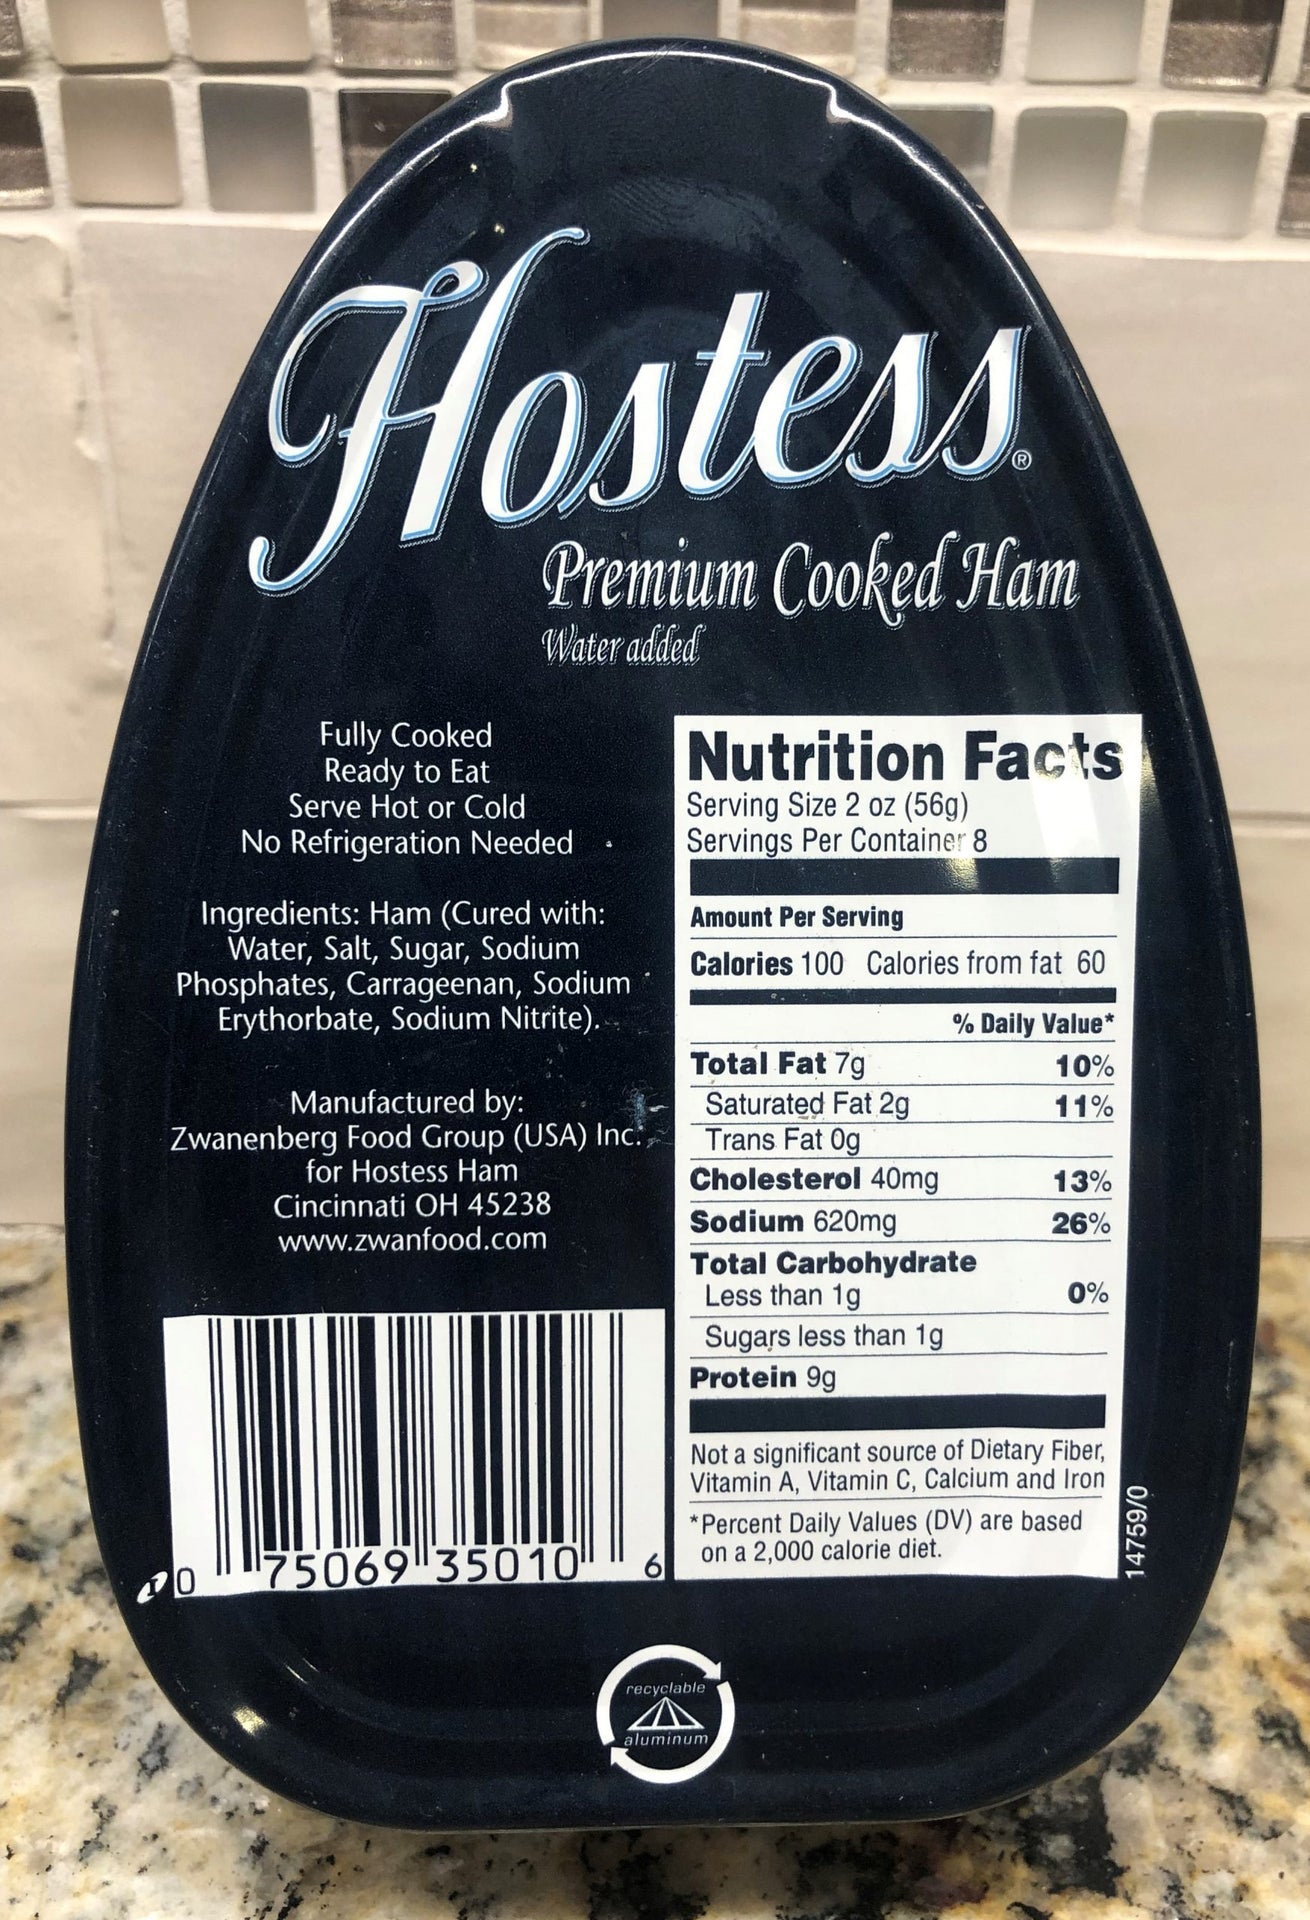 Hostess®
Premium Cooked Ham
Water added
Fully Cooked
Ready to Eat
Serve Hot or Cold
No Refrigeration Needed
Ingredients: Ham (Cured with:
Water, Salt, Sugar, Sodium
Phosphates, Carrageenan, Sodium
Erythorbate, Sodium Nitrite).
Manufactured by:
Zwanenberg Food Group (USA) Inc.
for Hostess Ham
Cincinnati OH 45238
www.zwanfood.com
0 75069 35010 6
Nutrition Facts
Serving Size 2 oz (56g)
Servings Per Container 8
Amount Per Serving
Calories 100 Calories from fat 60
% Daily Value*
Total Fat 7g 10%
Saturated Fat 2g 11%
Trans Fat 0g
Cholesterol 40mg 13%
Sodium 620mg 26%
Total Carbohydrate
Less than 1g 0%
Sugars less than 1g
Protein 9g
Not a significant source of Dietary Fiber,
Vitamin A, Vitamin C, Calcium and Iron
*Percent Daily Values (DV) are based
on a 2,000 calorie diet.
14759/0
recyclable
aluminum